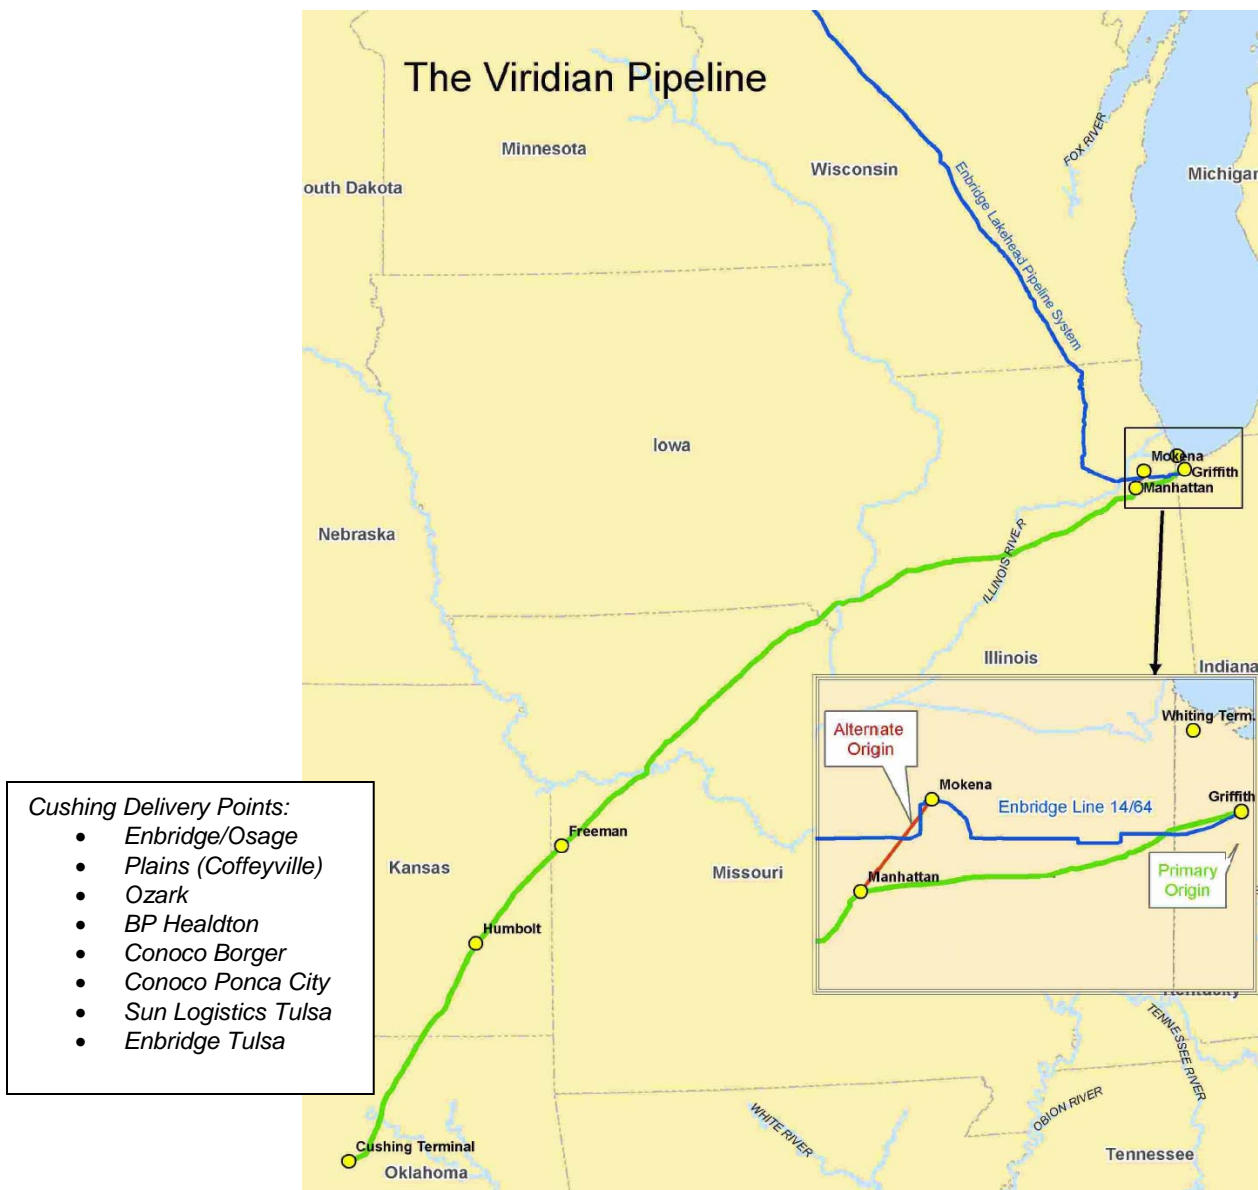 The Viridian Pipeline
Minnesota
Wisconsin
FOX RIVER
Michigan
outh Dakota
Enbridge Lakehead Pipeline System
Iowa
Mokena
Griffith
Manhattan
Nebraska
ILLINOIS RIVER
Illinois
Indiana
Whiting Term.
Alternate
Origin
Mokena
Enbridge Line 14/64
Griffith
Manhattan
Primary
Origin
Cushing Delivery Points:
• Enbridge/Osage
• Plains (Coffeyville)
• Ozark
• BP Healdton
• Conoco Borger
• Conoco Ponca City
• Sun Logistics Tulsa
• Enbridge Tulsa
Freeman
Kansas
Missouri
Humbolt
Kentucky
TENNESSEE RIVER
OBION RIVER
WHITE RIVER
Cushing Terminal
Oklahoma
Tennessee